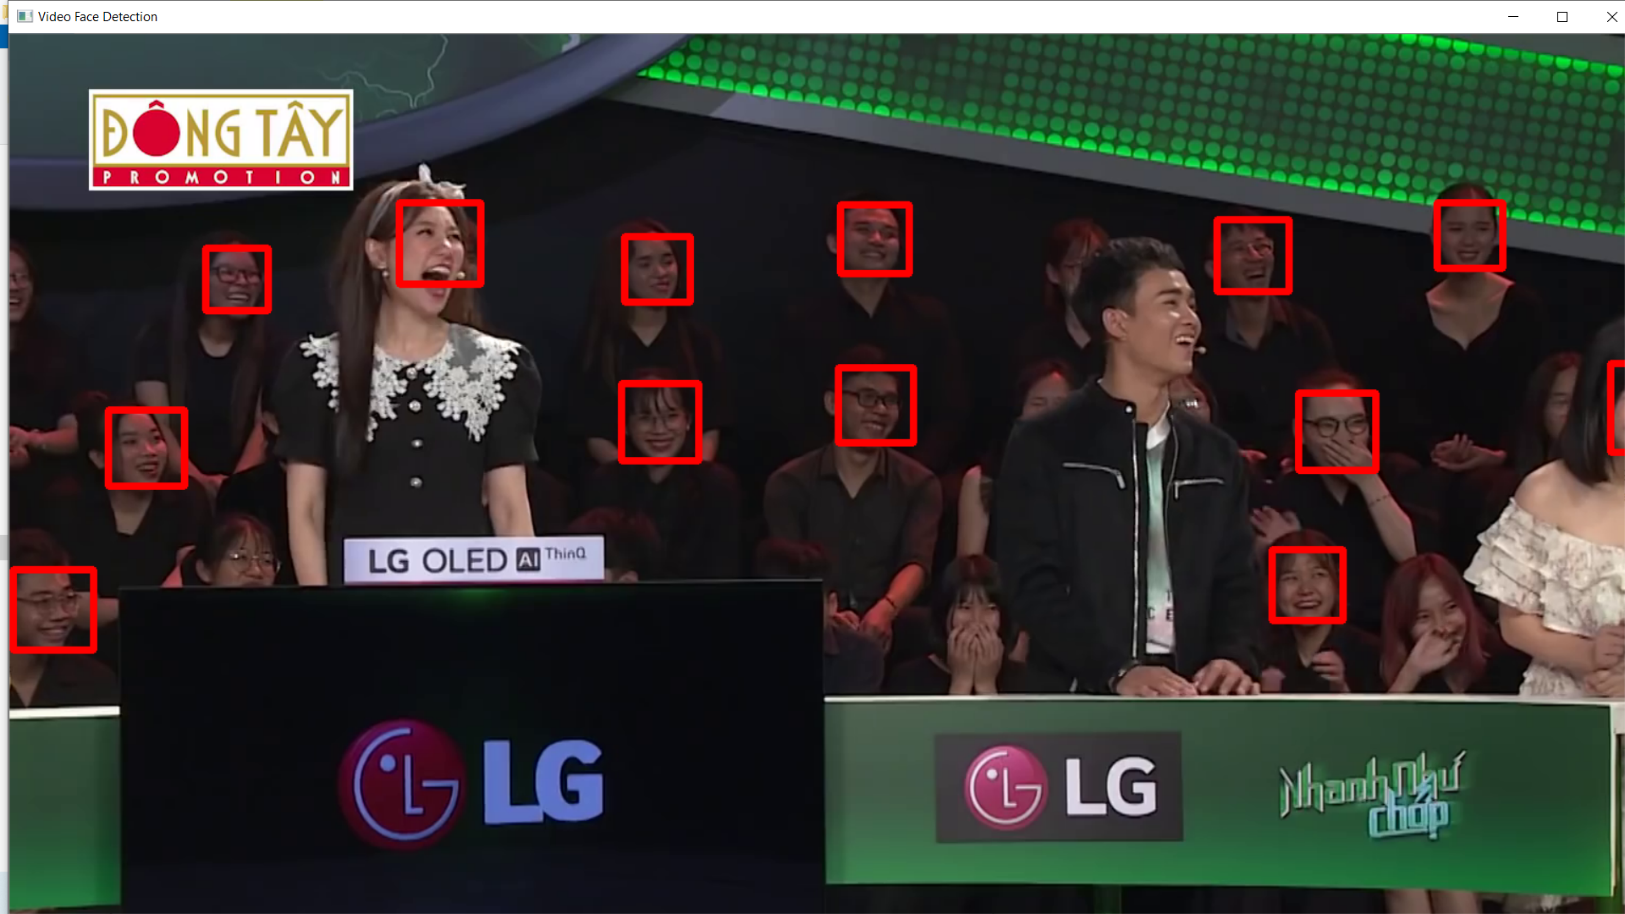 Video Face Detection
ĐÔNG TÂY
PROMOTION
LG OLED AI ThinQ
LG
LG
Nhanh Như
chớp